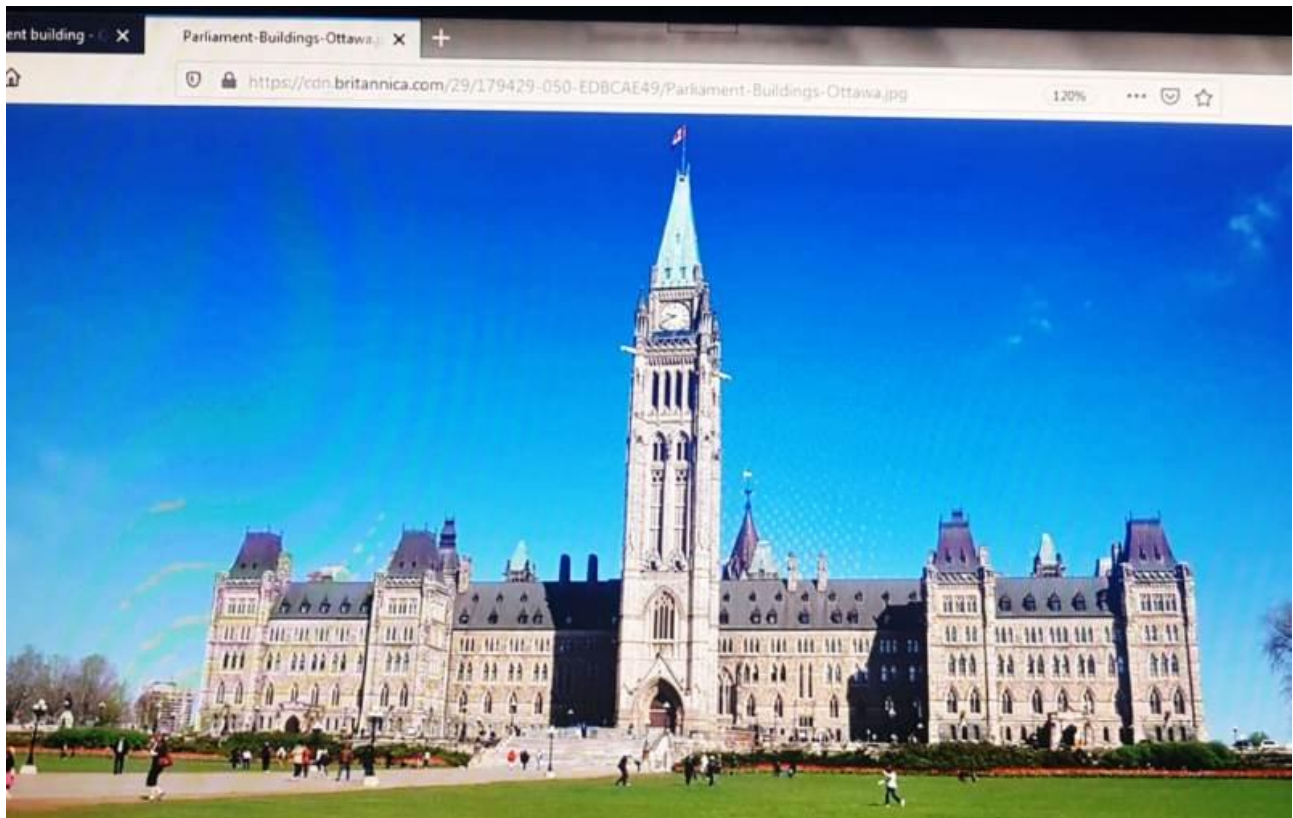 ent building -
Parliament-Buildings-Ottawa.j
https://cdn.britannica.com/29/179429-050-EDBCAE49/Parliament-Buildings-Ottawa.jpg
120%